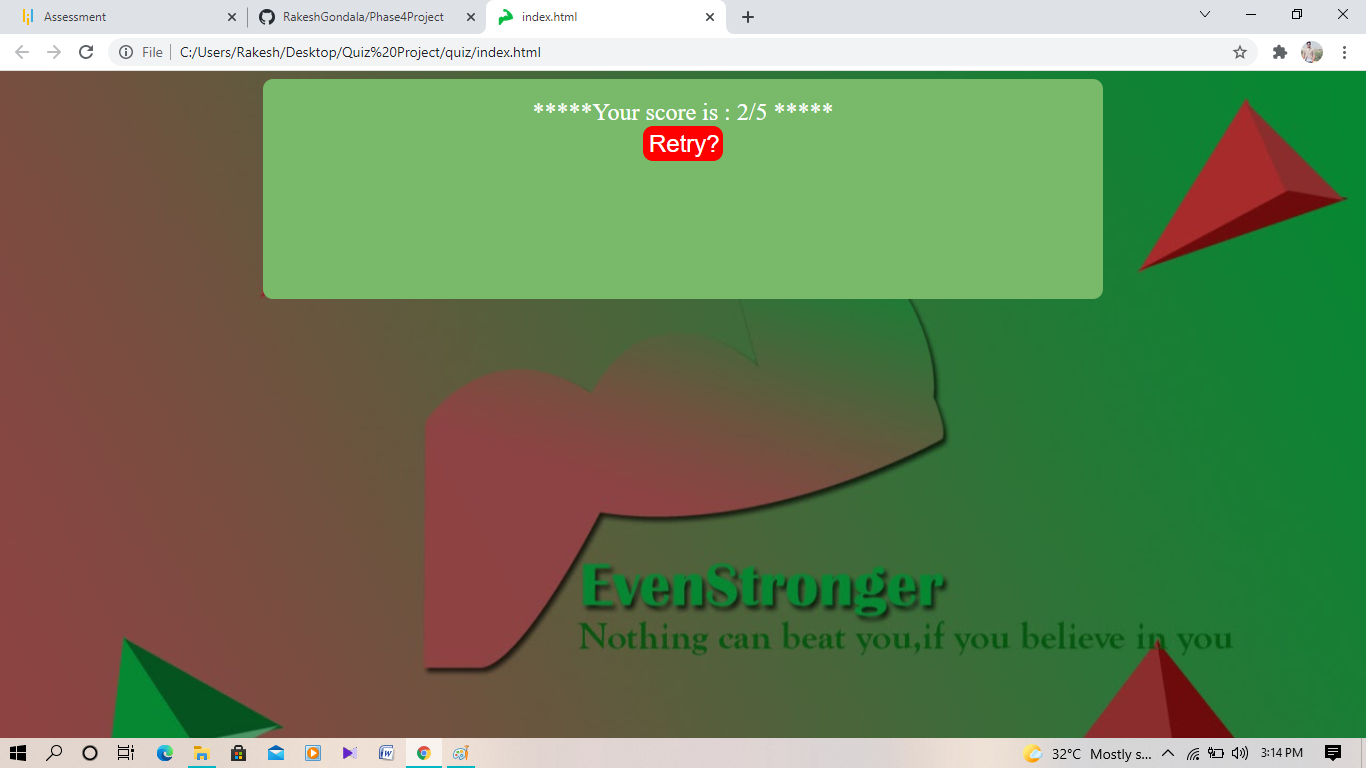 Assessment
RakeshGondala/Phase4Project
index.html
File
C:/Users/Rakesh/Desktop/Quiz%20Project/quiz/index.html
*****Your score is : 2/5 *****
Retry?
EvenStronger
Nothing can beat you,if you believe in you
32°C Mostly s...
3:14 PM